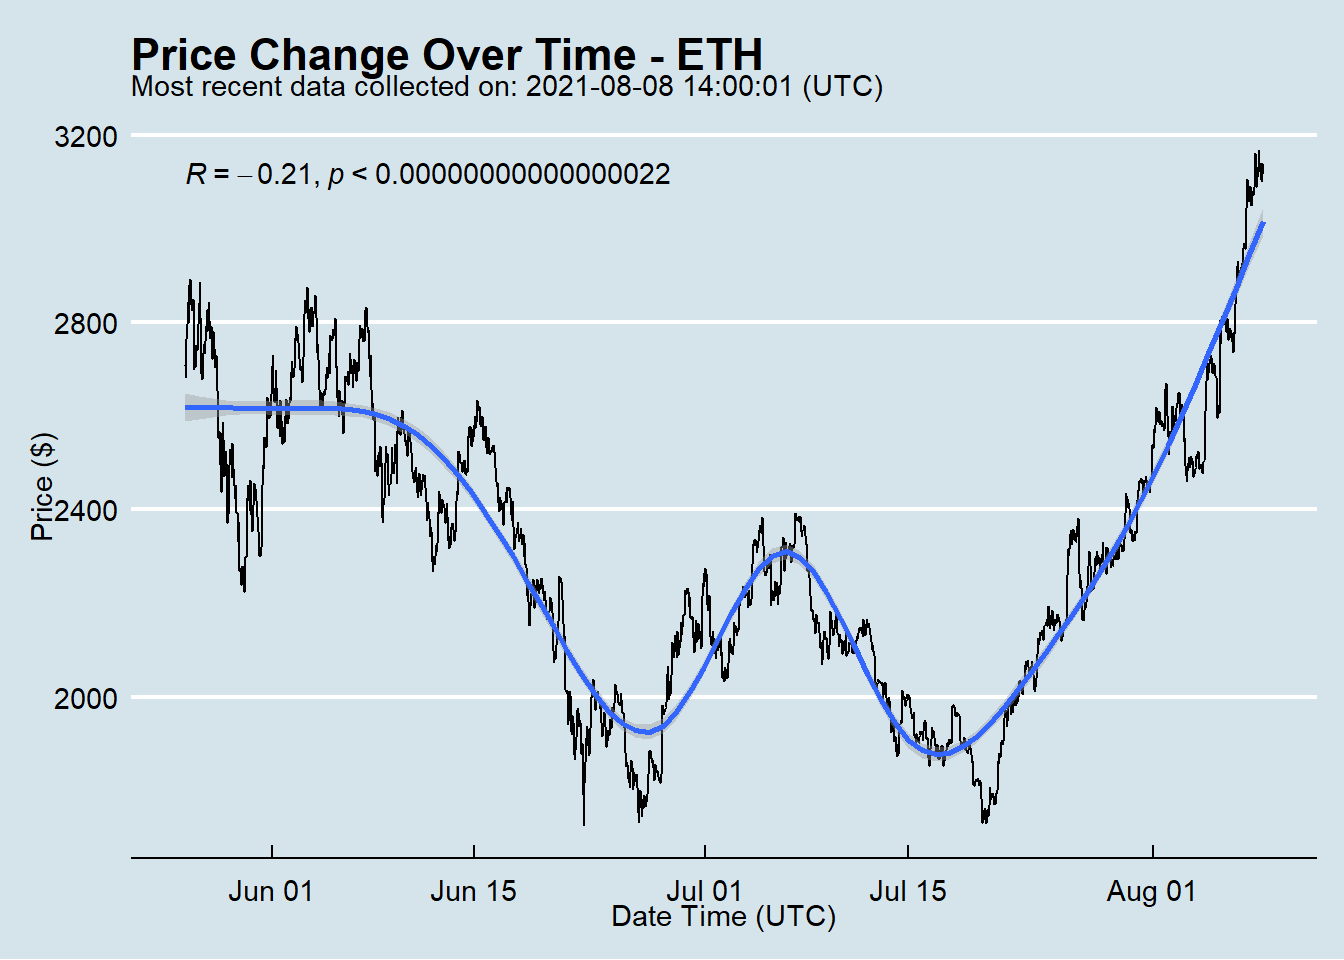 Price Change Over Time - ETH
Most recent data collected on: 2021-08-08 14:00:01 (UTC)
3200
R = −0.21, p < 0.00000000000000022
2800
Price ($)
2400
2000
Jun 01 Jun 15 Jul 01 Jul 15 Aug 01
Date Time (UTC)